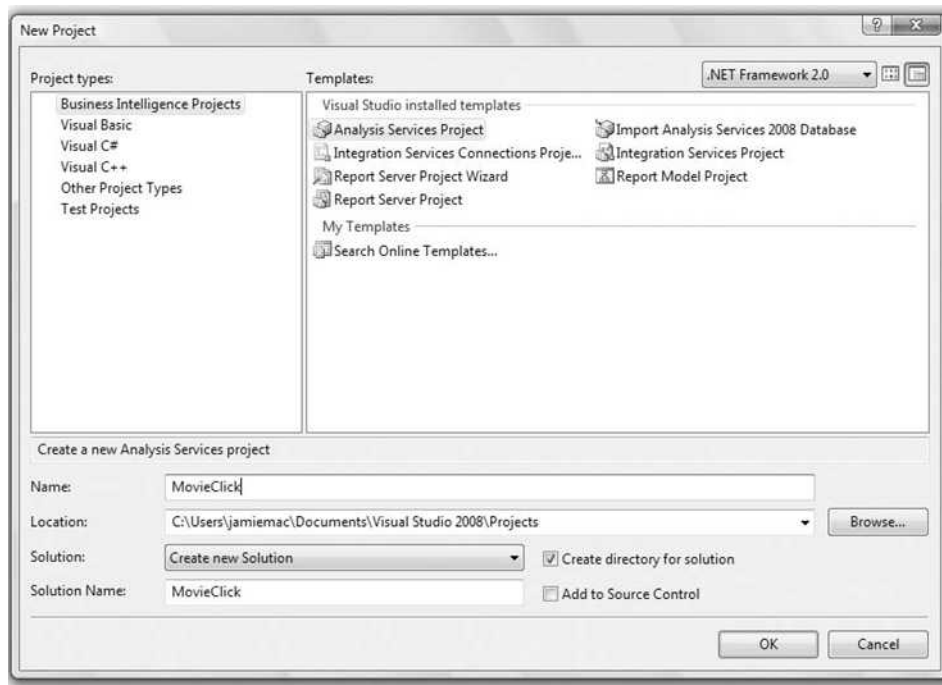 New Project
Project types:
Templates:
.NET Framework 2.0
Business Intelligence Projects
Visual Basic
Visual C#
Visual C++
Other Project Types
Test Projects
Visual Studio installed templates
Analysis Services Project
Import Analysis Services 2008 Database
Integration Services Connections Proje...
Integration Services Project
Report Server Project Wizard
Report Model Project
Report Server Project
My Templates
Search Online Templates...
Create a new Analysis Services project
Name:
MovieClick
Location:
C:\Users\jamiemac\Documents\Visual Studio 2008\Projects
Browse...
Solution:
Create new Solution
Create directory for solution
Solution Name:
MovieClick
Add to Source Control
OK
Cancel